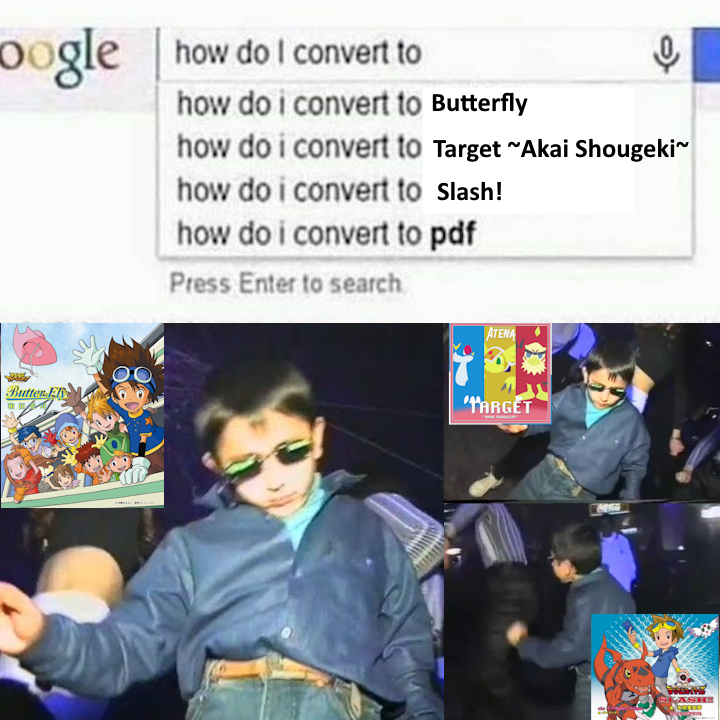 oogle
how do I convert to
how do i convert to Butterfly
how do i convert to Target ~Akai Shougeki~
how do i convert to Slash!
how do i convert to pdf
Press Enter to search
Butter-Fly
ATENA
TARGET
SLASH!!